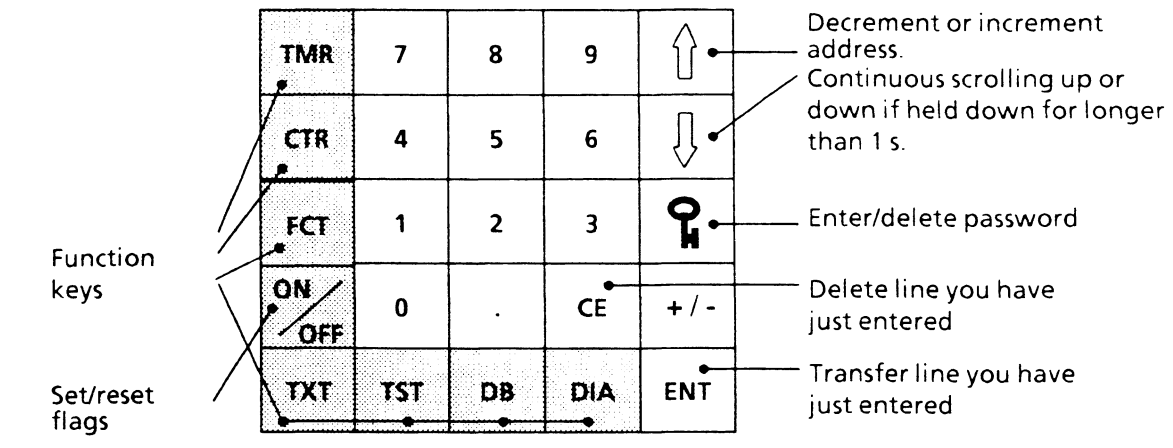 TMR 7 8 9
Decrement or increment
address.
Continuous scrolling up or
down if held down for longer
than 1 s.
CTR 4 5 6
FCT 1 2 3
Enter/delete password
Function
keys
ON
OFF
0 . CE + / -
Delete line you have
just entered
TXT TST DB DIA ENT
Transfer line you have
just entered
Set/reset
flags